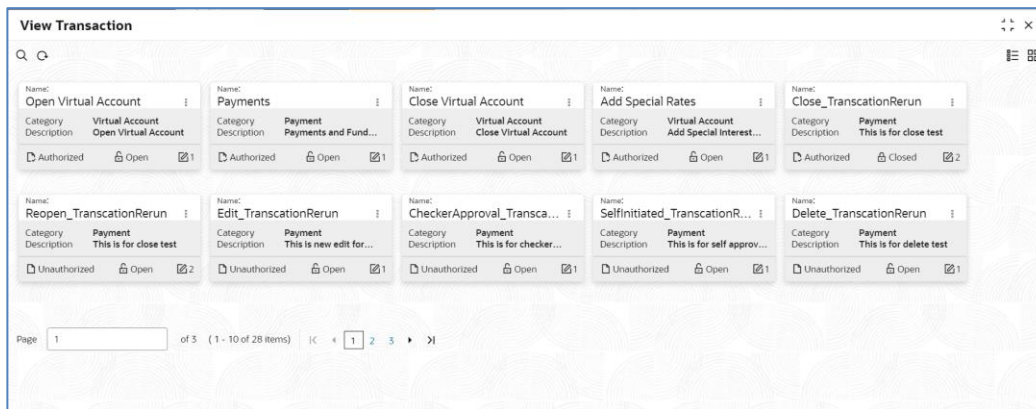 View Transaction
Name: Name: Name: Name: Name:
Open Virtual Account Payments Close Virtual Account Add Special Rates Close_TranscationRerun
Category Virtual Account Category Payment Category Virtual Account Category Virtual Account Category Payment
Description Open Virtual Account Description Payments and Fund... Description Close Virtual Account Description Add Special Interest... Description This is for close test
Authorized Open 1 Authorized Open 1 Authorized Open 1 Authorized Open 1 Authorized Closed 2
Name: Name: Name: Name: Name:
Reopen_TranscationRerun Edit_TranscationRerun CheckerApproval_Transca... SelfInitiated_TranscationR... Delete_TranscationRerun
Category Payment Category Payment Category Payment Category Payment Category Payment
Description This is for close test Description This is new edit for... Description This is for checker... Description This is for self approv... Description This is for delete test
Unauthorized Open 2 Unauthorized Open 1 Unauthorized Open 1 Unauthorized Open 1 Unauthorized Open 1
Page 1 of 3 (1 - 10 of 28 items) 1 2 3